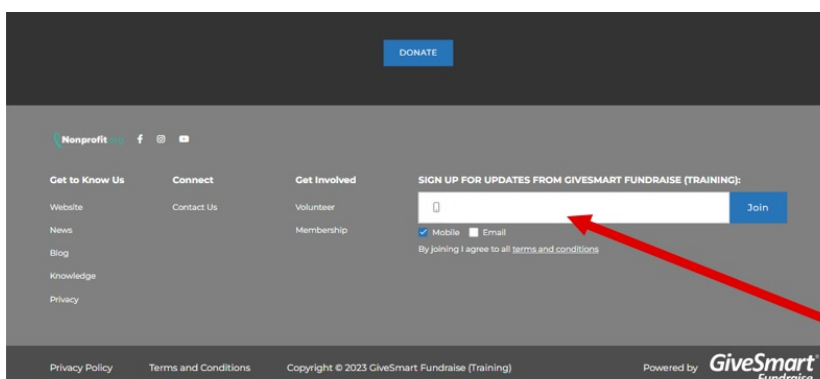 DONATE
Nonprofit.org
Get to Know Us
Website
News
Blog
Knowledge
Privacy
Connect
Contact Us
Get Involved
Volunteer
Membership
SIGN UP FOR UPDATES FROM GIVESMART FUNDRAISE (TRAINING):
Join
Mobile Email
By joining I agree to all terms and conditions
Privacy Policy Terms and Conditions Copyright © 2023 GiveSmart Fundraise (Training) Powered by GiveSmart
Fundraise